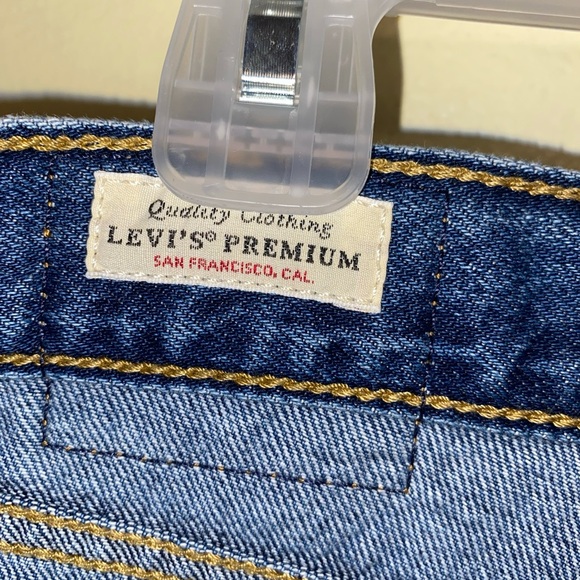 Quality Clothing
LEVI'S® PREMIUM
SAN FRANCISCO, CAL.